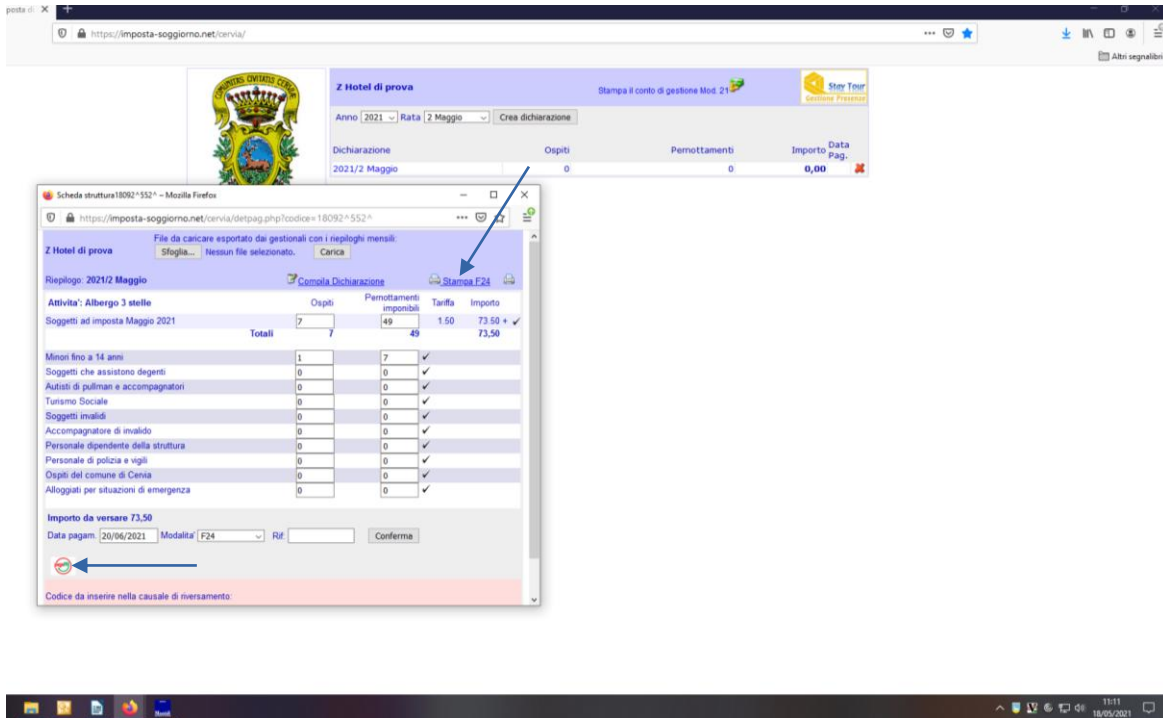 posta di
https://imposta-soggiorno.net/cervia/
Altri segnalibri
COMUNITAS CIVITATIS CERVIE
Z Hotel di prova
Stampa il conto di gestione Mod. 21
Stay Tour
Gestione Presenze
Anno 2021 Rata 2 Maggio Crea dichiarazione
Dichiarazione Ospiti Pernottamenti Importo Data Pag.
2021/2 Maggio 0 0 0,00
Scheda struttura18092^552^ – Mozilla Firefox
https://imposta-soggiorno.net/cervia/detpag.php?codice=18092^552^
File da caricare esportato dai gestionali con i riepiloghi mensili:
Z Hotel di prova Sfoglia... Nessun file selezionato. Carica
Riepilogo: 2021/2 Maggio Compila Dichiarazione Stampa F24
Attivita': Albergo 3 stelle Ospiti Pernottamenti imponibili Tariffa Importo
Soggetti ad imposta Maggio 2021 7 49 1.50 73.50 +
Totali 7 49 73,50
Minori fino a 14 anni 1 7
Soggetti che assistono degenti 0 0
Autisti di pullman e accompagnatori 0 0
Turismo Sociale 0 0
Soggetti invalidi 0 0
Accompagnatore di invalido 0 0
Personale dipendente della struttura 0 0
Personale di polizia e vigili 0 0
Ospiti del comune di Cervia 0 0
Alloggiati per situazioni di emergenza 0 0
Importo da versare 73,50
Data pagam. 20/06/2021 Modalita' F24 Rif. Conferma
Codice da inserire nella causale di riversamento:
11:11
18/05/2021